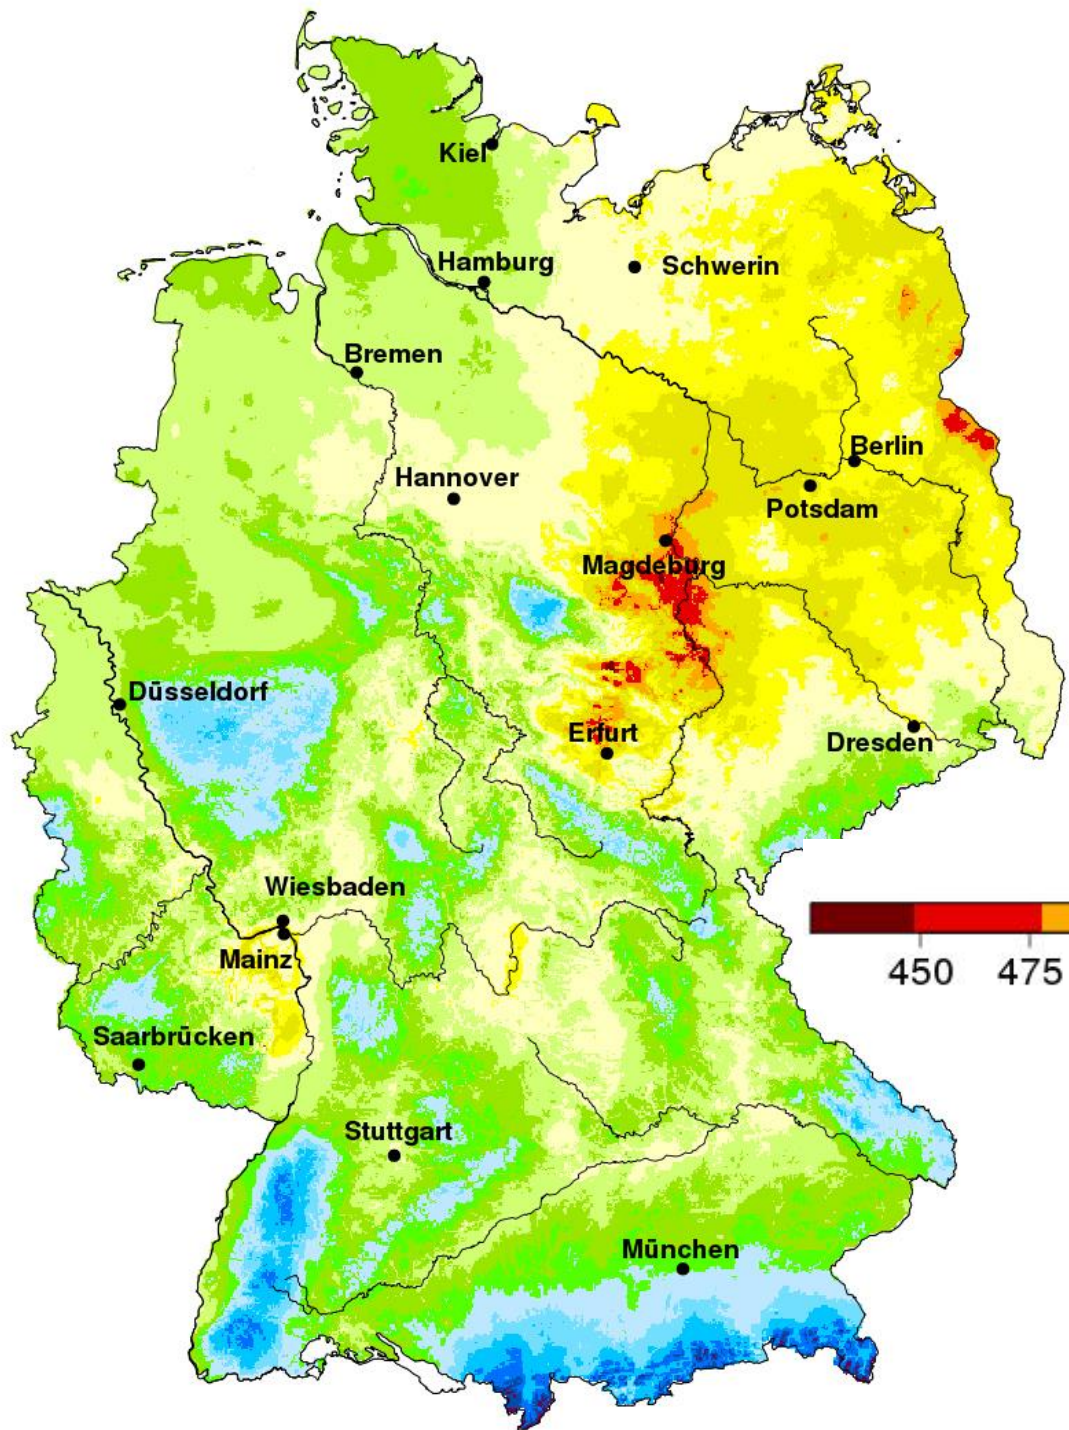 Kiel
Hamburg
Schwerin
Bremen
Berlin
Hannover
Potsdam
Magdeburg
Düsseldorf
Erfurt
Dresden
Wiesbaden
Mainz
450 475
Saarbrücken
Stuttgart
München